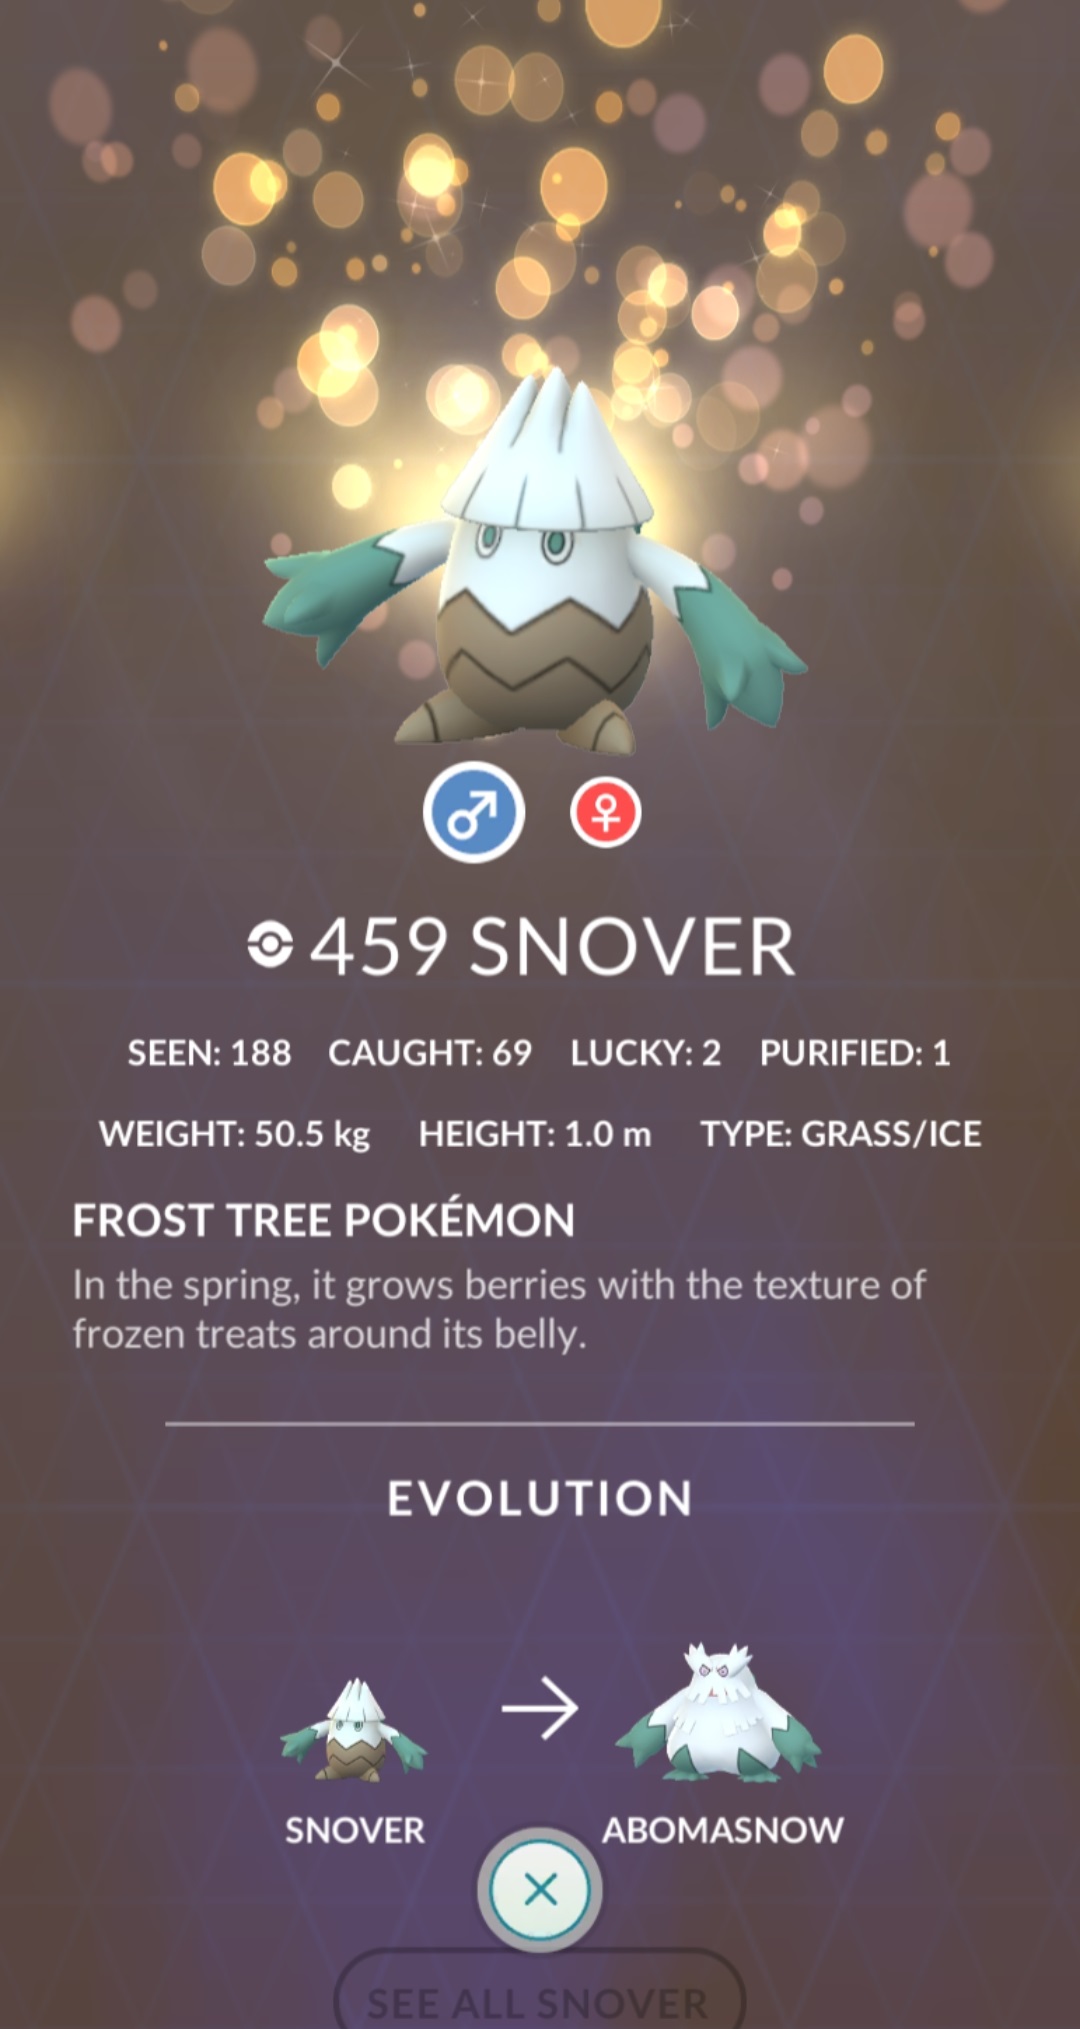 459 SNOVER
SEEN: 188 CAUGHT: 69 LUCKY: 2 PURIFIED: 1
WEIGHT: 50.5 kg HEIGHT: 1.0 m TYPE: GRASS/ICE
FROST TREE POKÉMON
In the spring, it grows berries with the texture of
frozen treats around its belly.
EVOLUTION
SNOVER ABOMASNOW
SEE ALL SNOVER